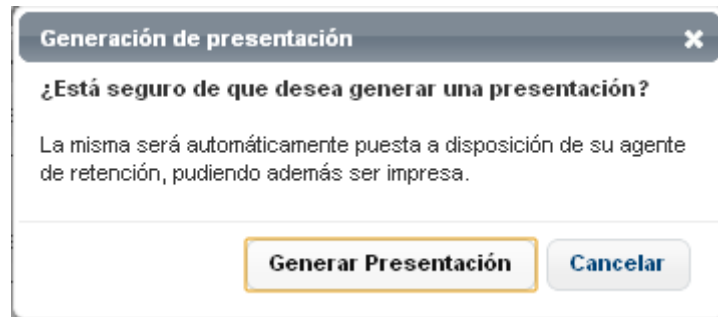 Generación de presentación
¿Está seguro de que desea generar una presentación?
La misma será automáticamente puesta a disposición de su agente
de retención, pudiendo además ser impresa.
Generar Presentación Cancelar